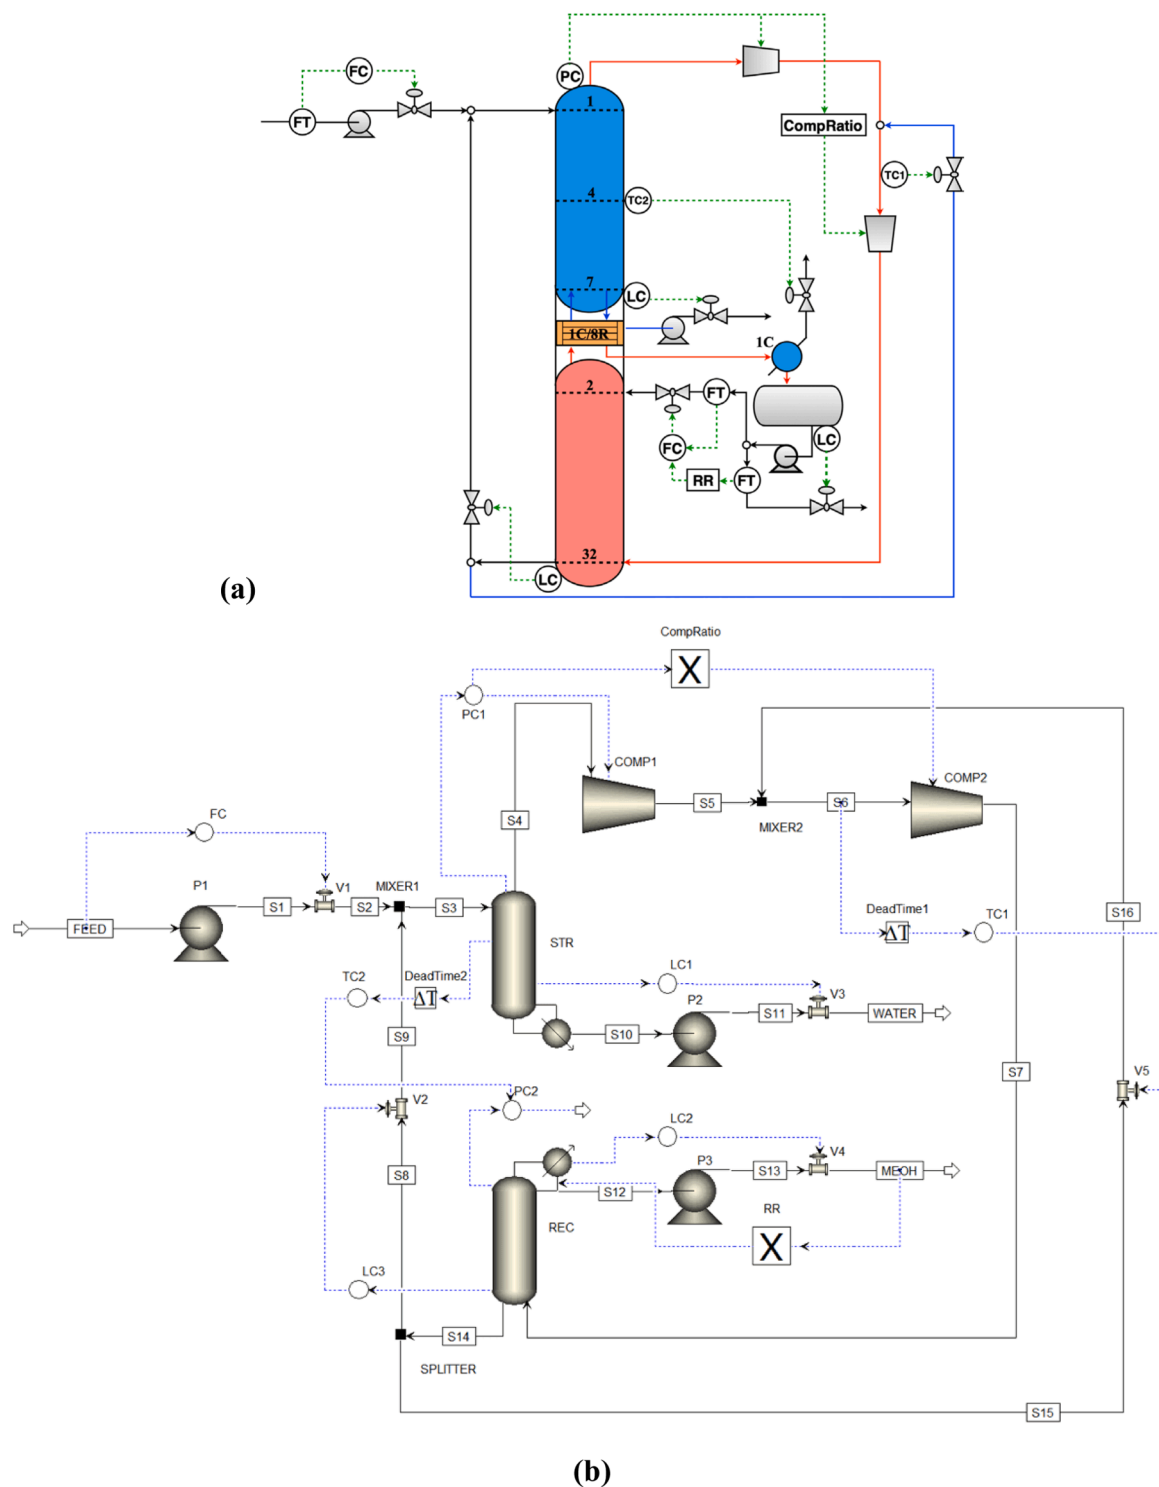 FC
PC
FT
1
CompRatio
4
TC2
TC1
7
LC
1C/8R
1C
2
FT
LC
FC
RR
FT
32
LC
(a)
CompRatio
X
PC1
COMP1
COMP2
S5
S6
S4
MIXER2
FC
P1
V1
MIXER1
S1
S2
S3
FEED
DeadTime1
S16
ΔT
TC1
STR
LC1
TC2
DeadTime2
ΔT
P2
V3
S11
WATER
S9
S10
S7
V5
PC2
V2
LC2
V4
P3
S13
MEOH
S8
S12
RR
REC
X
LC3
S14
SPLITTER
S15
(b)